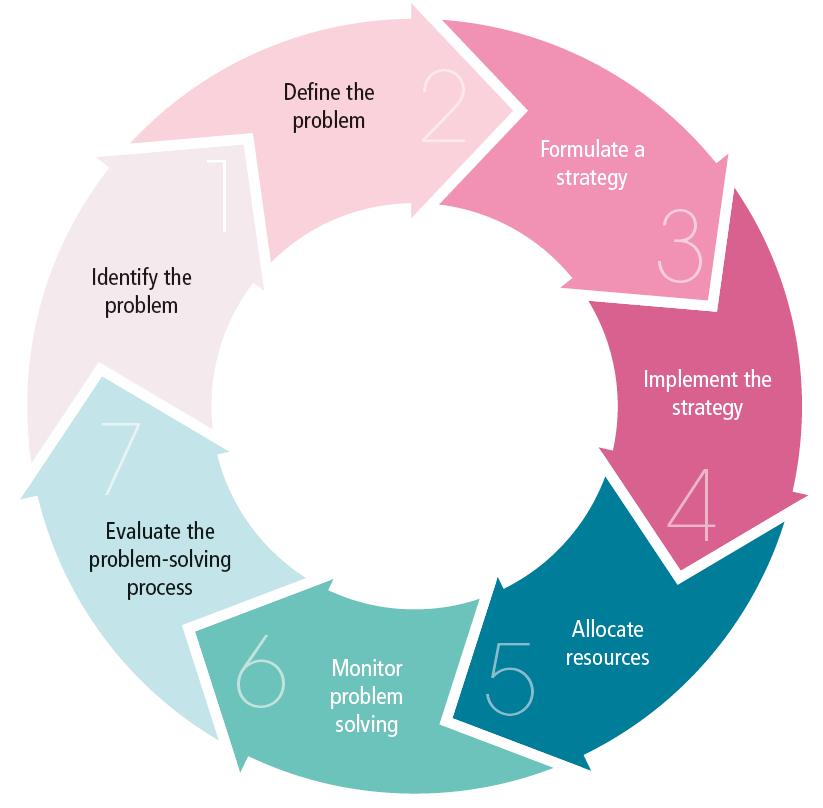 1
Identify the
problem
2
Define the
problem
3
Formulate a
strategy
4
Implement the
strategy
5
Allocate
resources
6
Monitor
problem
solving
7
Evaluate the
problem-solving
process